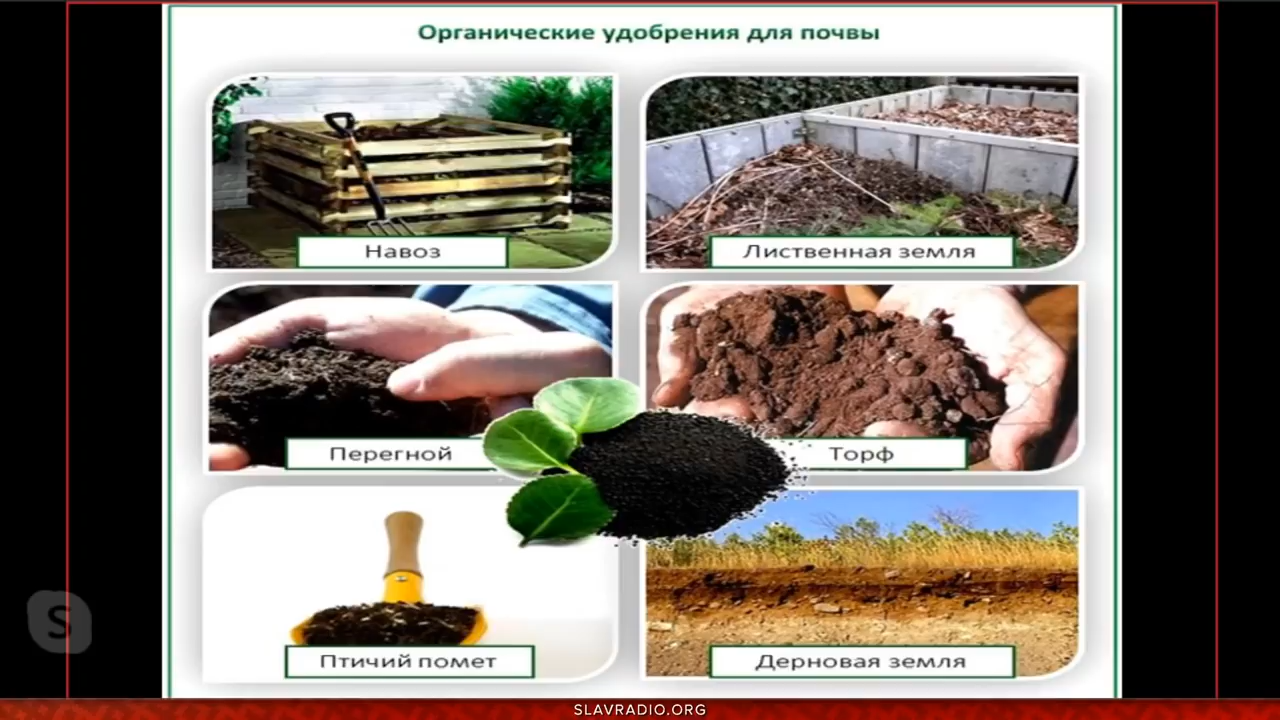 Органические удобрения для почвы
Навоз
Лиственная земля
Перегной
Торф
Птичий помет
Дерновая земля
S
SLAVRADIO.ORG